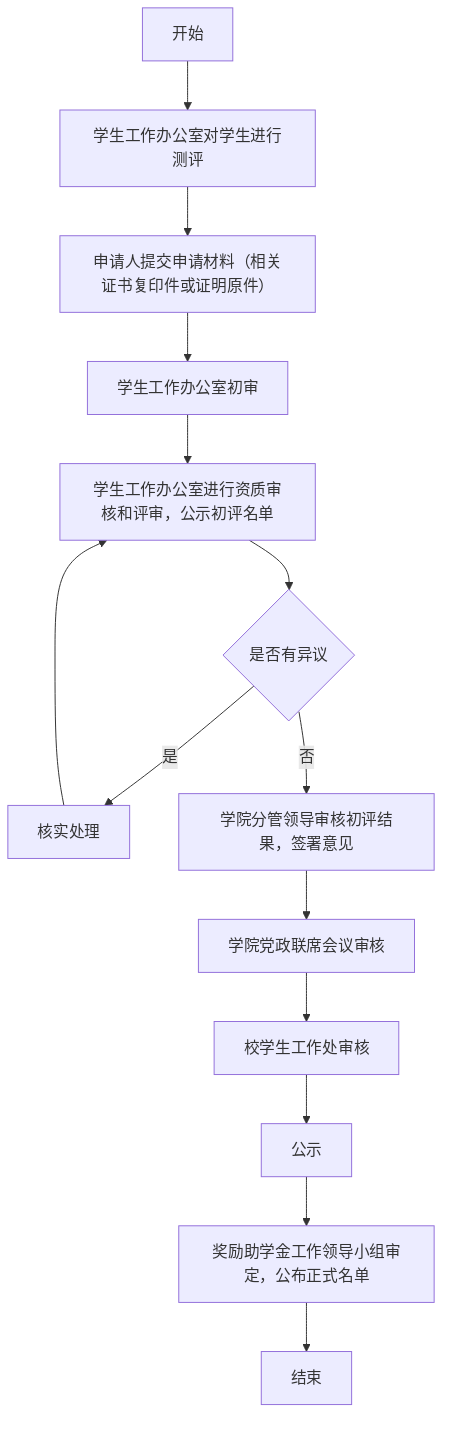 开始
学生工作办公室对学生进行
测评
申请人提交申请材料（相关
证书复印件或证明原件）
学生工作办公室初审
学生工作办公室进行资质审
核和评审，公示初评名单
是否有异议
是
否
核实处理
学院分管领导审核初评结
果，签署意见
学院党政联席会议审核
校学生工作处审核
公示
奖励助学金工作领导小组审
定，公布正式名单
结束